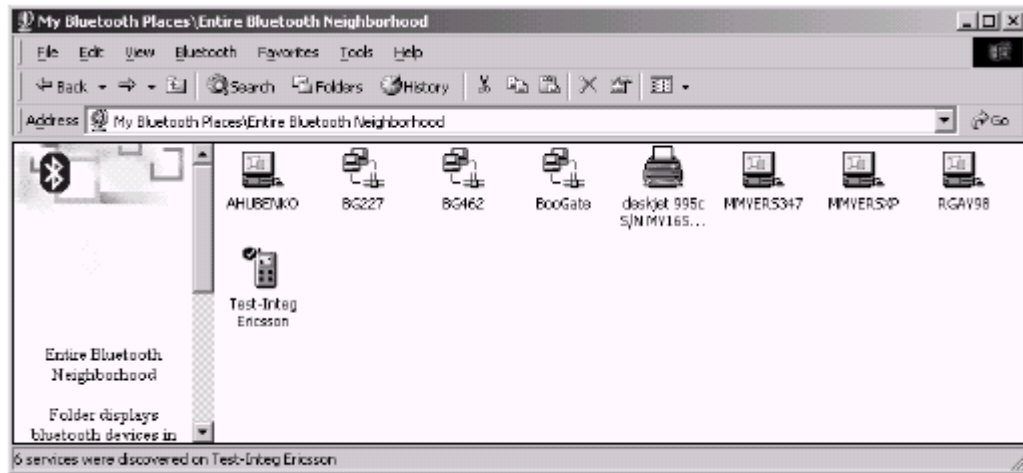 My Bluetooth Places\Entire Bluetooth Neighborhood
File Edit View Bluetooth Favorites Tools Help
Back Search Folders History
Address My Bluetooth Places\Entire Bluetooth Neighborhood Go
AHUBENKO BG227 BG462 BooGate deskjet 995c MMVERS347 MMVERSXP RGAV98
S/N MY165...
Test-Integ
Ericsson
Entire Bluetooth
Neighborhood
Folder displays
bluetooth devices in
6 services were discovered on Test-Integ Ericsson